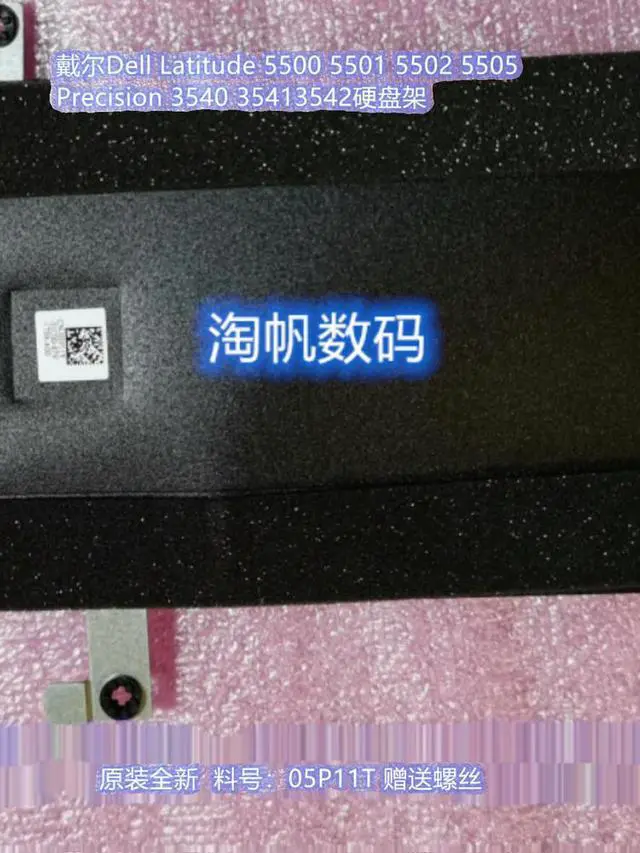 戴尔Dell Latitude 5500 5501 5502 5505
Precision 3540 35413542硬盘架
淘帆数码
原装全新 料号：05P11T 赠送螺丝